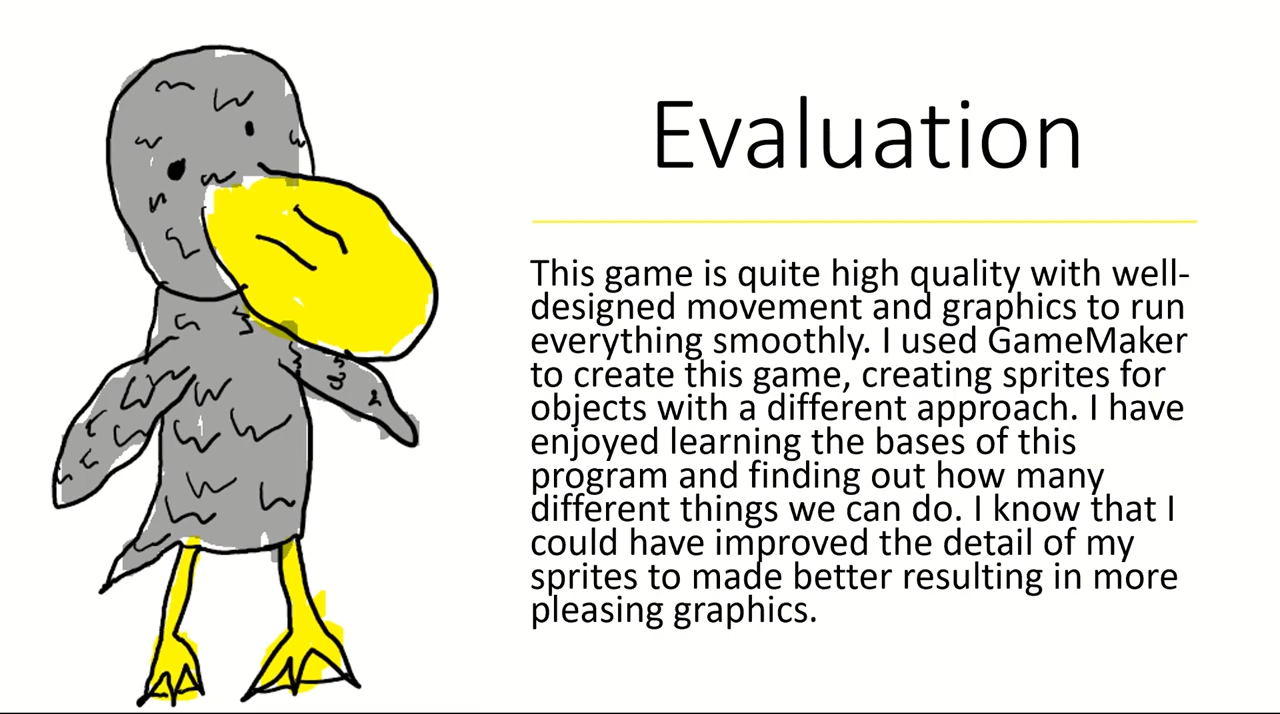 Evaluation
This game is quite high quality with well-
designed movement and graphics to run
everything smoothly. I used GameMaker
to create this game, creating sprites for
objects with a different approach. I have
enjoyed learning the bases of this
program and finding out how many
different things we can do. I know that I
could have improved the detail of my
sprites to made better resulting in more
pleasing graphics.